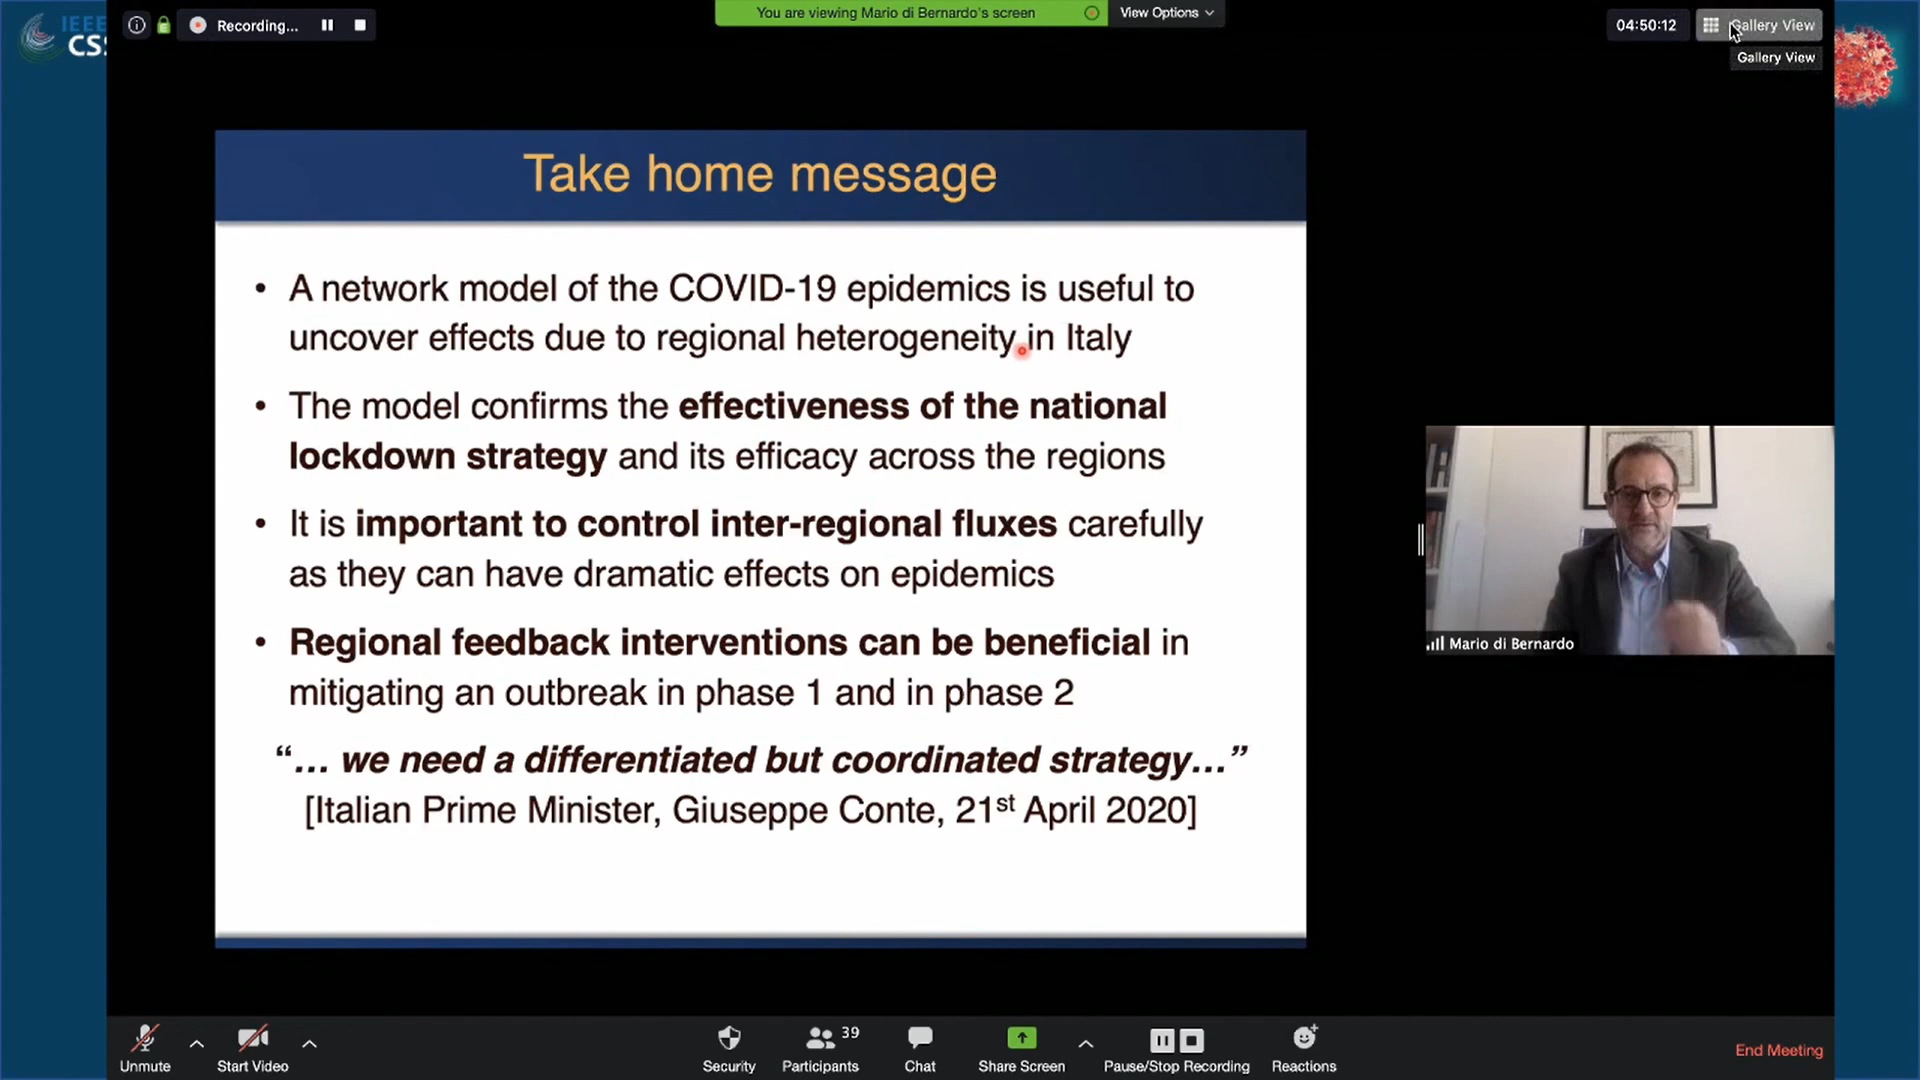 IEEE
CSS
Recording...
You are viewing Mario di Bernardo's screen
View Options
04:50:12
Gallery View
Gallery View
Take home message
• A network model of the COVID-19 epidemics is useful to
uncover effects due to regional heterogeneity in Italy
• The model confirms the effectiveness of the national
lockdown strategy and its efficacy across the regions
• It is important to control inter-regional fluxes carefully
as they can have dramatic effects on epidemics
• Regional feedback interventions can be beneficial in
mitigating an outbreak in phase 1 and in phase 2
“... we need a differentiated but coordinated strategy...”
[Italian Prime Minister, Giuseppe Conte, 21st April 2020]
Mario di Bernardo
Unmute
Start Video
Security
39
Participants
Chat
Share Screen
Pause/Stop Recording
Reactions
End Meeting